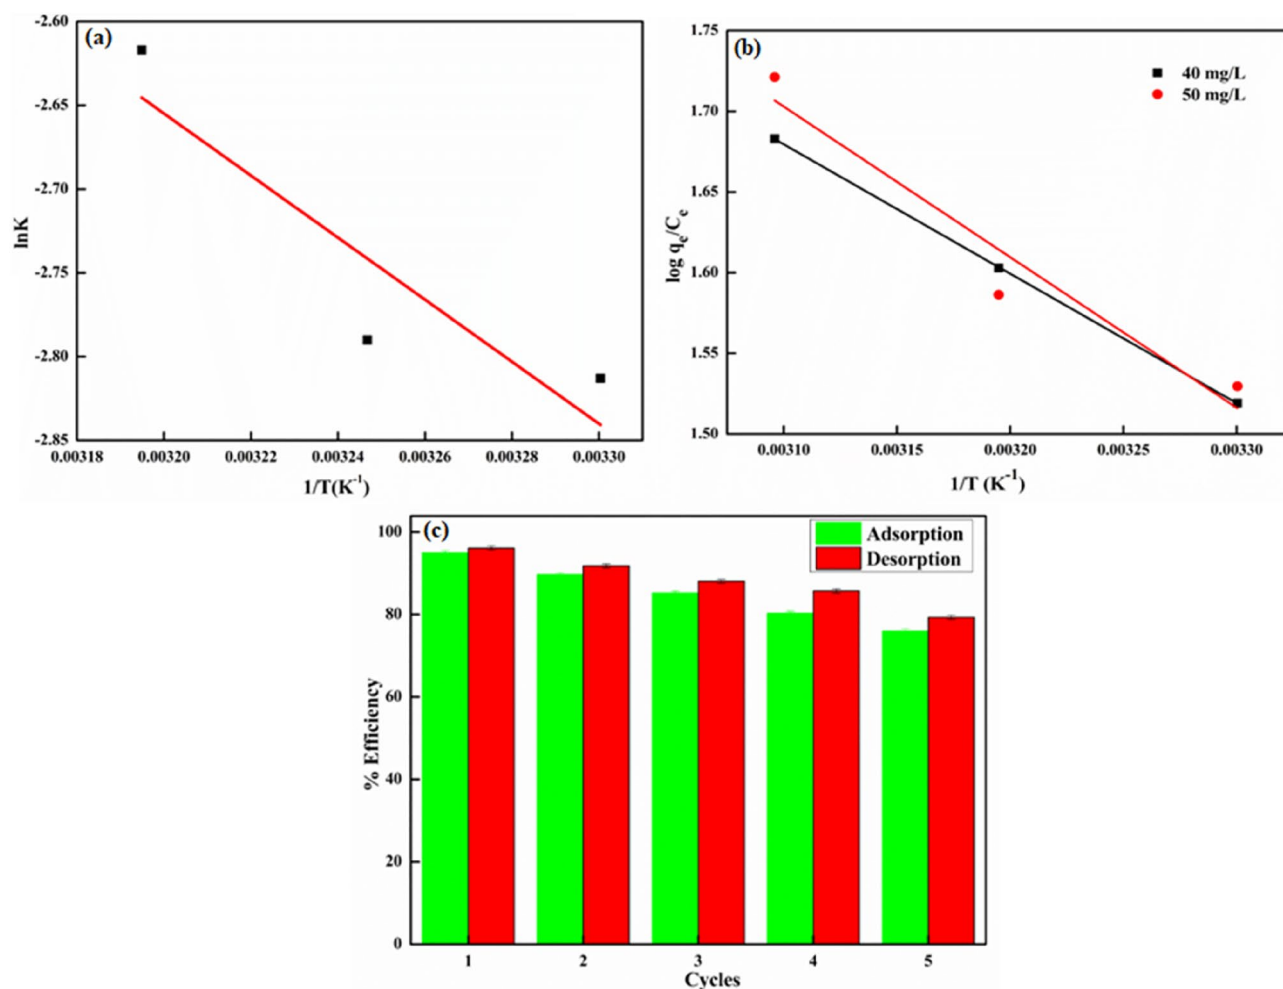 (a)
-2.60
-2.65
-2.70
-2.75
-2.80
-2.85
lnK
0.00318 0.00320 0.00322 0.00324 0.00326 0.00328 0.00330
1/T(K⁻¹)
(b)
1.75
1.70
1.65
1.60
1.55
1.50
log qₑ/Cₑ
40 mg/L
50 mg/L
0.00310 0.00315 0.00320 0.00325 0.00330
1/T (K⁻¹)
(c)
100
80
60
40
20
0
% Efficiency
Adsorption
Desorption
1 2 3 4 5
Cycles